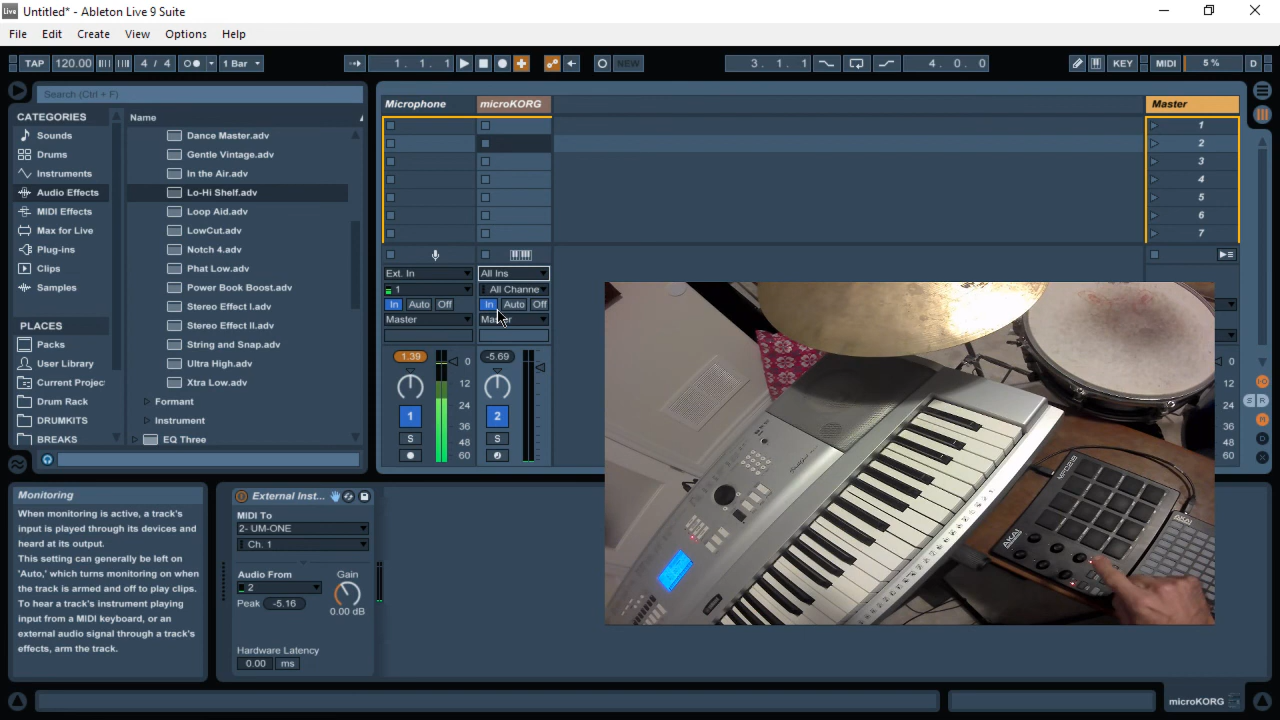 Live Untitled* - Ableton Live 9 Suite
File Edit Create View Options Help
TAP 120.00 4 / 4 1 Bar 1. 1. 1 NEW 3. 1. 1 4. 0. 0 KEY MIDI 5 % D
Search (Ctrl + F)
CATEGORIES
Sounds
Drums
Instruments
Audio Effects
MIDI Effects
Max for Live
Plug-ins
Clips
Samples
PLACES
Packs
User Library
Current Projec
Drum Rack
DRUMKITS
BREAKS
Name
Dance Master.adv
Gentle Vintage.adv
In the Air.adv
Lo-Hi Shelf.adv
Loop Aid.adv
LowCut.adv
Notch 4.adv
Phat Low.adv
Power Book Boost.adv
Stereo Effect I.adv
Stereo Effect II.adv
String and Snap.adv
Ultra High.adv
Xtra Low.adv
Formant
Instrument
EQ Three
Microphone microKORG Master
1
2
3
4
5
6
7
Ext. In All Ins
1 All Channe
In Auto Off In Auto Off
Master Master
1.39 0 -5.69 0
12 12
24 24
1 2
36 36
S S
48 48
60 60
S R
D
Monitoring
When monitoring is active, a track's
input is played through its devices and
heard at its output.
This setting can generally be left on
'Auto,' which turns monitoring on when
the track is armed and off to play clips.
To hear a track's instrument playing
input from a MIDI keyboard, or an
external audio signal through a track's
effects, arm the track.
External Inst...
MIDI To
2- UM-ONE
Ch. 1
Audio From Gain
2
Peak -5.16 0.00 dB
Hardware Latency
0.00 ms
MPD218
AKAI
AKAI
microKORG